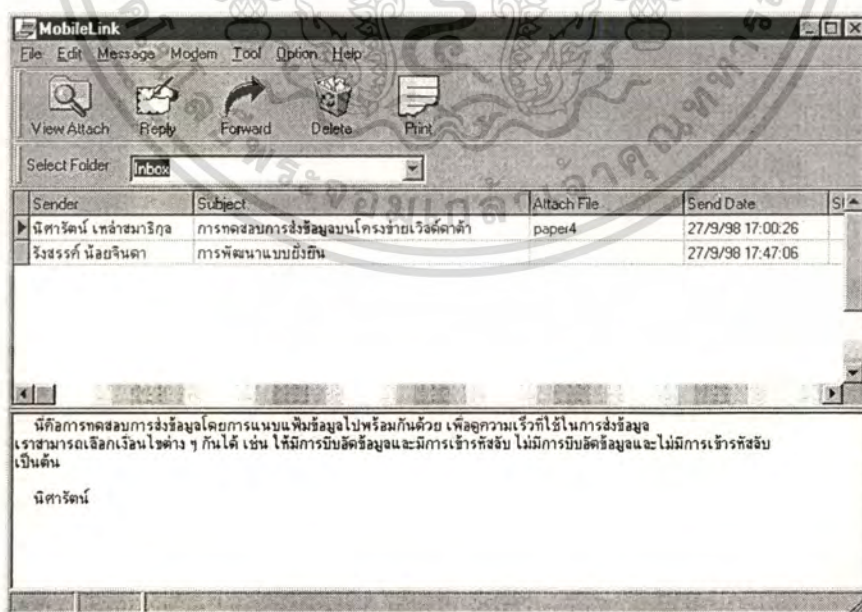 MobileLink
File Edit Message Modem Tool Option Help
View Attach Reply Forward Delete Print
Select Folder Inbox
Sender Subject Attach File Send Date
นิศารัตน์ เหล่าสมาธิกุล การทดสอบการส่งข้อมูลบนโครงข่ายเวิลด์ดาต้า paper4 27/9/98 17:00:26
รังสรรค์ น้อยจินดา การพัฒนาแบบยั่งยืน 27/9/98 17:47:06
นี่คือการทดสอบการส่งข้อมูลโดยการแนบแฟ้มข้อมูลไปพร้อมกันด้วย เพื่อดูความเร็วที่ใช้ในการส่งข้อมูล
เราสามารถเลือกเงื่อนไขต่าง ๆ กันได้ เช่น ให้มีการบีบอัดข้อมูลและมีการเข้ารหัสจับ ไม่มีการบีบอัดข้อมูลและไม่มีการเข้ารหัสจับ
เป็นต้น
นิศารัตน์